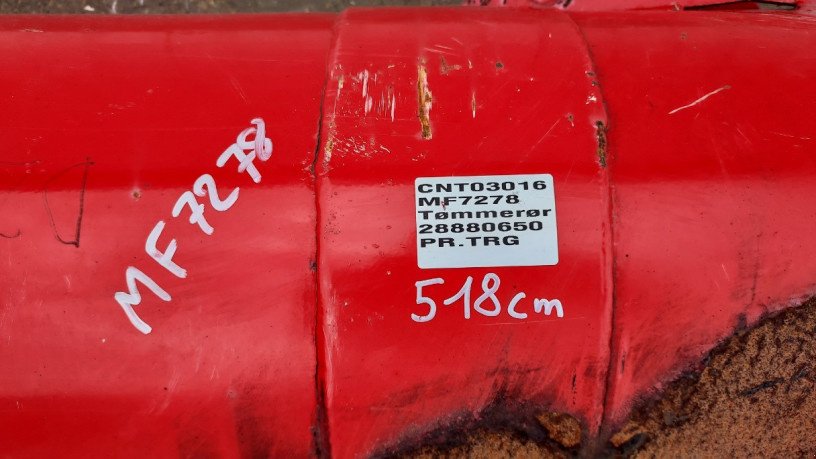 MF7278
CNT03016
MF7278
Tømmerør
28880650
PR.TRG
518cm